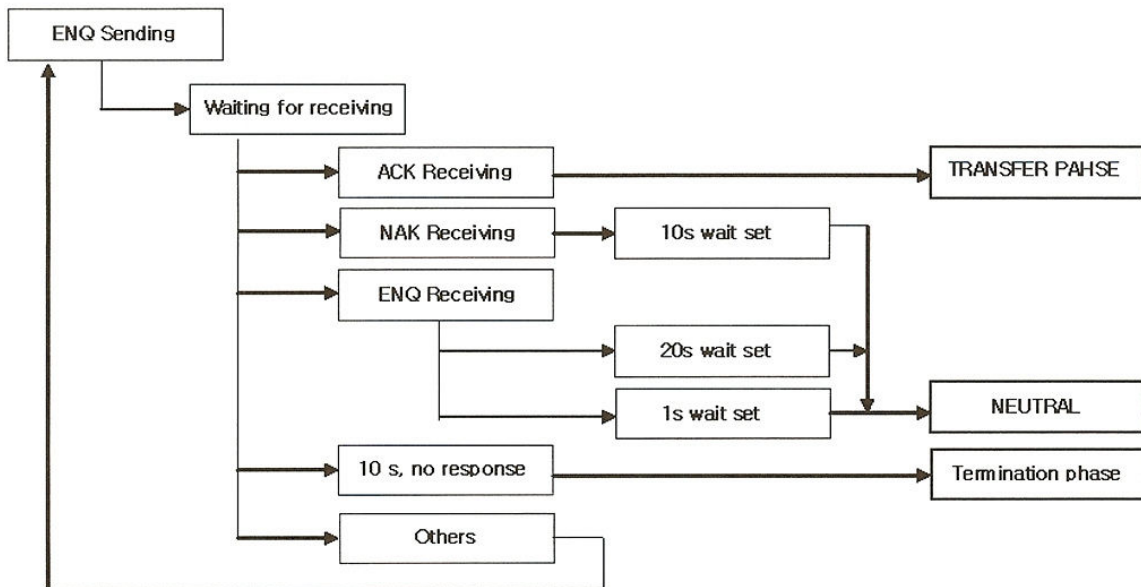 ENQ Sending
Waiting for receiving
ACK Receiving
TRANSFER PAHSE
NAK Receiving
10s wait set
ENQ Receiving
20s wait set
1s wait set
NEUTRAL
10 s, no response
Termination phase
Others